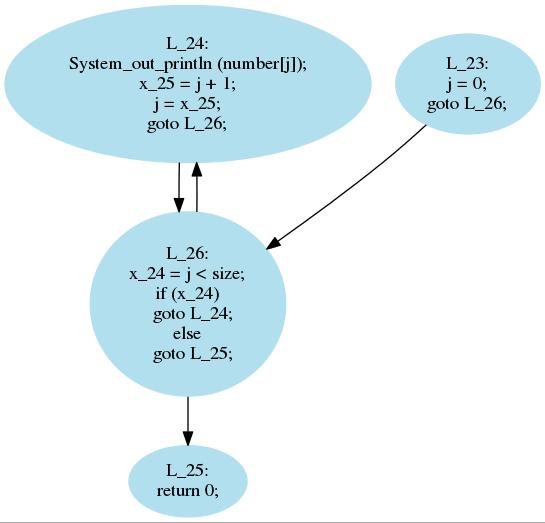 L_24:
System_out_println (number[j]);
x_25 = j + 1;
j = x_25;
goto L_26;
L_23:
j = 0;
goto L_26;
L_26:
x_24 = j < size;
if (x_24)
goto L_24;
else
goto L_25;
L_25:
return 0;